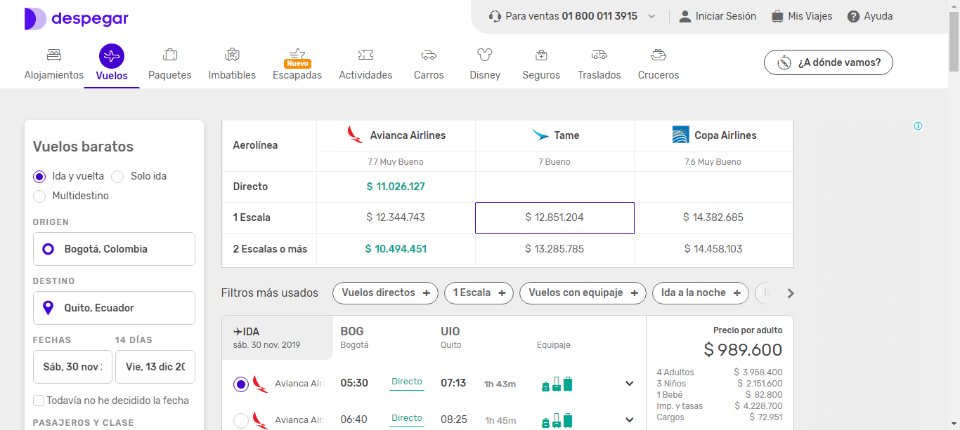 despegar
Para ventas 01 800 011 3915
Iniciar Sesión
Mis Viajes
Ayuda
Alojamientos
Vuelos
Paquetes
Imbatibles
Nuevo
Escapadas
Actividades
Carros
Disney
Seguros
Traslados
Cruceros
¿A dónde vamos?
Vuelos baratos
Ida y vuelta
Solo ida
Multidestino
ORIGEN
Bogotá, Colombia
DESTINO
Quito, Ecuador
FECHAS
14 DÍAS
Sáb, 30 nov
Vie, 13 dic
Todavía no he decidido la fecha
PASAJEROS Y CLASE
Aerolínea
Avianca Airlines
Tame
Copa Airlines
7.7 Muy Bueno
7 Bueno
7.6 Muy Bueno
Directo
$ 11.026.127
1 Escala
$ 12.344.743
$ 12.851.204
$ 14.382.685
2 Escalas o más
$ 10.494.451
$ 13.285.785
$ 14.458.103
Filtros más usados
Vuelos directos +
1 Escala +
Vuelos con equipaje +
Ida a la noche +
IDA
sáb. 30 nov. 2019
BOG
Bogotá
UIO
Quito
Equipaje
Avianca Air
05:30
Directo
07:13
1h 43m
Avianca Air
06:40
Directo
08:25
1h 45m
Precio por adulto
$ 989.600
4 Adultos $ 3.958.400
3 Niños $ 2.151.600
1 Bebé $ 82.800
Imp. y tasas $ 4.228.700
Cargos $ 72.951